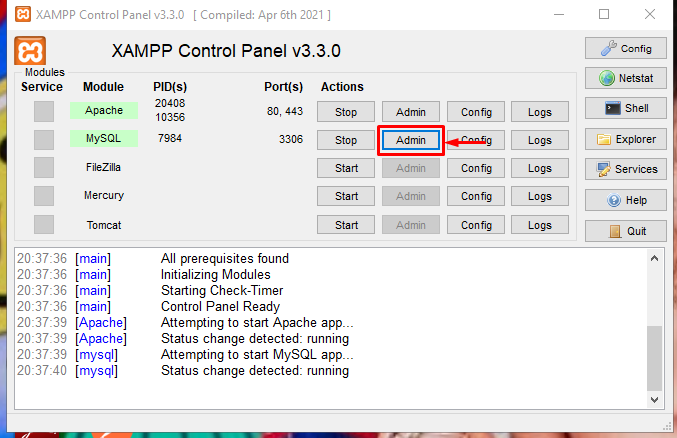 XAMPP Control Panel v3.3.0 [ Compiled: Apr 6th 2021 ]
XAMPP Control Panel v3.3.0
Config
Modules
Service Module PID(s) Port(s) Actions
Netstat
Apache 20408 10356 80, 443 Stop Admin Config Logs
Shell
MySQL 7984 3306 Stop Admin Config Logs
Explorer
FileZilla Start Admin Config Logs
Services
Mercury Start Admin Config Logs
Help
Tomcat Start Admin Config Logs
Quit
20:37:36 [main] All prerequisites found
20:37:36 [main] Initializing Modules
20:37:36 [main] Starting Check-Timer
20:37:36 [main] Control Panel Ready
20:37:39 [Apache] Attempting to start Apache app...
20:37:39 [Apache] Status change detected: running
20:37:39 [mysql] Attempting to start MySQL app...
20:37:40 [mysql] Status change detected: running